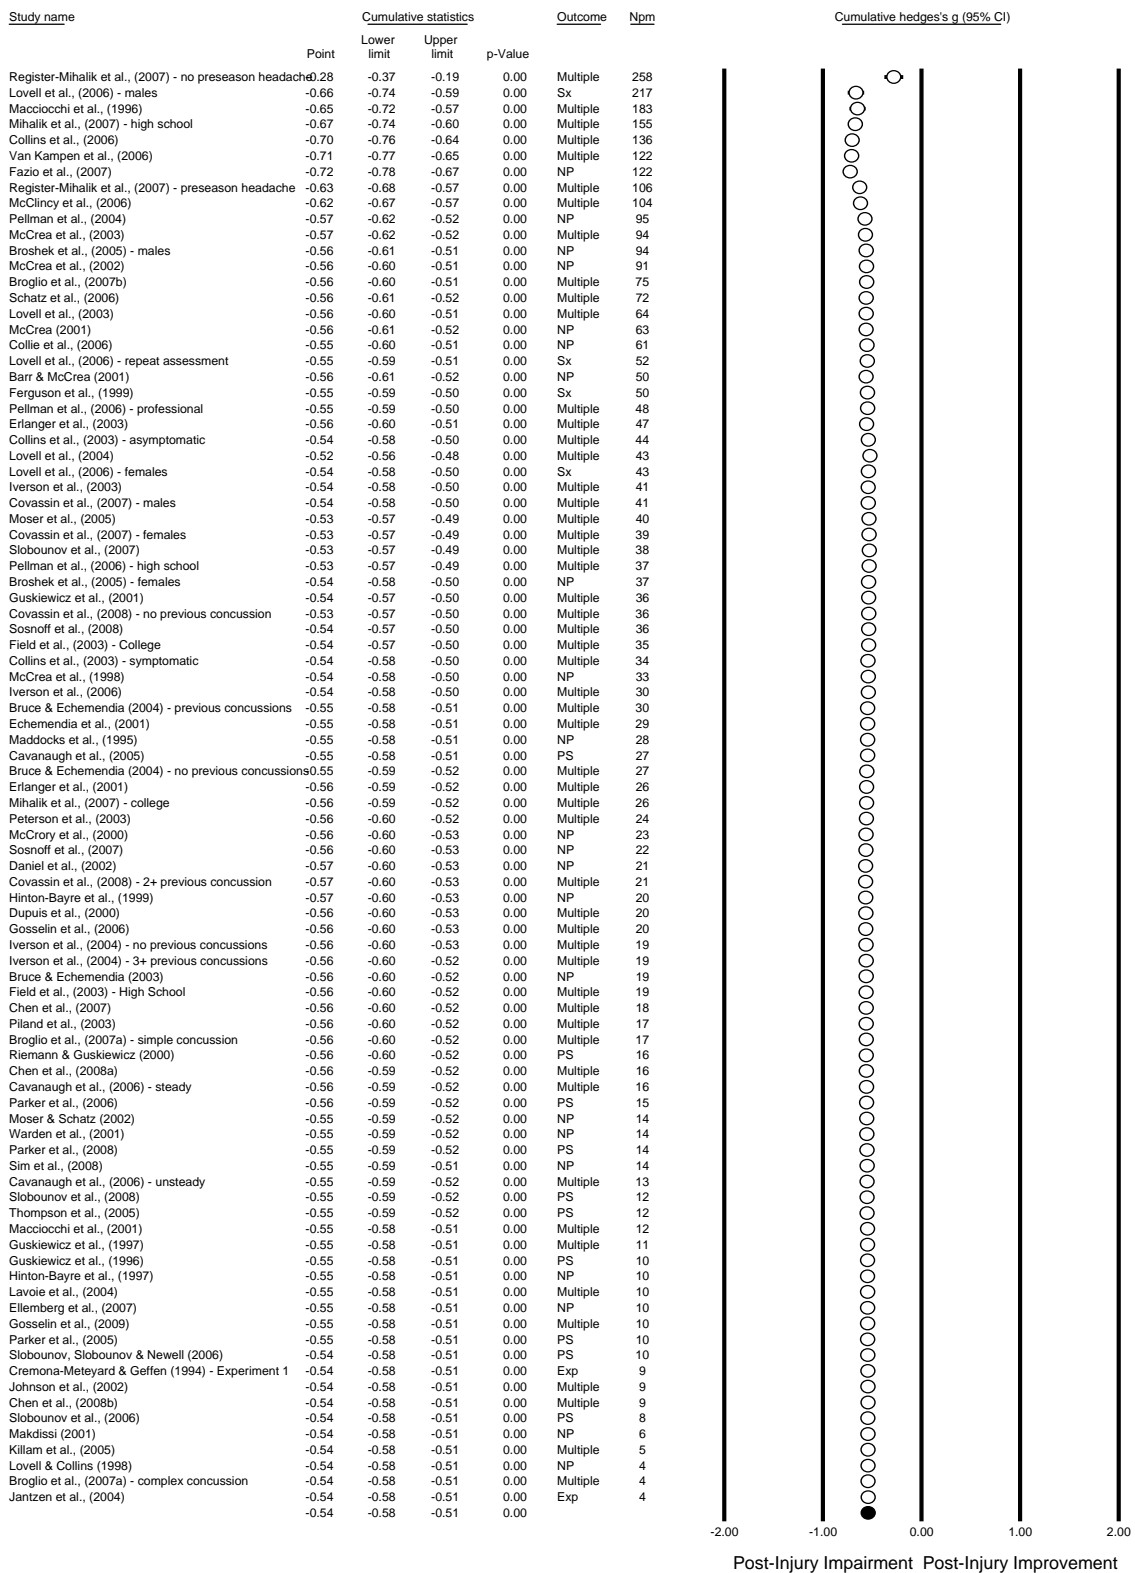 Study name Cumulative statistics Outcome Npm Cumulative hedges's g (95% CI)
Lower Upper
Point limit limit p-Value
Register-Mihalik et al., (2007) - no preseason headache0.28 -0.37 -0.19 0.00 Multiple 258
Lovell et al., (2006) - males -0.66 -0.74 -0.59 0.00 Sx 217
Macciocchi et al., (1996) -0.65 -0.72 -0.57 0.00 Multiple 183
Mihalik et al., (2007) - high school -0.67 -0.74 -0.60 0.00 Multiple 155
Collins et al., (2006) -0.70 -0.76 -0.64 0.00 Multiple 136
Van Kampen et al., (2006) -0.71 -0.77 -0.65 0.00 Multiple 122
Fazio et al., (2007) -0.72 -0.78 -0.67 0.00 NP 122
Register-Mihalik et al., (2007) - preseason headache -0.63 -0.68 -0.57 0.00 Multiple 106
McClincy et al., (2006) -0.62 -0.67 -0.57 0.00 Multiple 104
Pellman et al., (2004) -0.57 -0.62 -0.52 0.00 NP 95
McCrea et al., (2003) -0.57 -0.62 -0.52 0.00 Multiple 94
Broshek et al., (2005) - males -0.56 -0.61 -0.51 0.00 NP 94
McCrea et al., (2002) -0.56 -0.60 -0.51 0.00 NP 91
Broglio et al., (2007b) -0.56 -0.60 -0.51 0.00 Multiple 75
Schatz et al., (2006) -0.56 -0.61 -0.52 0.00 Multiple 72
Lovell et al., (2003) -0.56 -0.60 -0.51 0.00 Multiple 64
McCrea (2001) -0.56 -0.61 -0.52 0.00 NP 63
Collie et al., (2006) -0.55 -0.60 -0.51 0.00 NP 61
Lovell et al., (2006) - repeat assessment -0.55 -0.59 -0.51 0.00 Sx 52
Barr & McCrea (2001) -0.56 -0.61 -0.52 0.00 NP 50
Ferguson et al., (1999) -0.55 -0.59 -0.50 0.00 Sx 50
Pellman et al., (2006) - professional -0.55 -0.59 -0.50 0.00 Multiple 48
Erlanger et al., (2003) -0.56 -0.60 -0.51 0.00 Multiple 47
Collins et al., (2003) - asymptomatic -0.54 -0.58 -0.50 0.00 Multiple 44
Lovell et al., (2004) -0.52 -0.56 -0.48 0.00 Multiple 43
Lovell et al., (2006) - females -0.54 -0.58 -0.50 0.00 Sx 43
Iverson et al., (2003) -0.54 -0.58 -0.50 0.00 Multiple 41
Covassin et al., (2007) - males -0.54 -0.58 -0.50 0.00 Multiple 41
Moser et al., (2005) -0.53 -0.57 -0.49 0.00 Multiple 40
Covassin et al., (2007) - females -0.53 -0.57 -0.49 0.00 Multiple 39
Slobounov et al., (2007) -0.53 -0.57 -0.49 0.00 Multiple 38
Pellman et al., (2006) - high school -0.53 -0.57 -0.49 0.00 Multiple 37
Broshek et al., (2005) - females -0.54 -0.58 -0.50 0.00 NP 37
Guskiewicz et al., (2001) -0.54 -0.57 -0.50 0.00 Multiple 36
Covassin et al., (2008) - no previous concussion -0.53 -0.57 -0.50 0.00 Multiple 36
Sosnoff et al., (2008) -0.54 -0.57 -0.50 0.00 Multiple 36
Field et al., (2003) - College -0.54 -0.57 -0.50 0.00 Multiple 35
Collins et al., (2003) - symptomatic -0.54 -0.58 -0.50 0.00 Multiple 34
McCrea et al., (1998) -0.54 -0.58 -0.50 0.00 NP 33
Iverson et al., (2006) -0.54 -0.58 -0.50 0.00 Multiple 30
Bruce & Echemendia (2004) - previous concussions -0.55 -0.58 -0.51 0.00 Multiple 30
Echemendia et al., (2001) -0.55 -0.58 -0.51 0.00 Multiple 29
Maddocks et al., (1995) -0.55 -0.58 -0.51 0.00 NP 28
Cavanaugh et al., (2005) -0.55 -0.58 -0.51 0.00 PS 27
Bruce & Echemendia (2004) - no previous concussions0.55 -0.59 -0.52 0.00 Multiple 27
Erlanger et al., (2001) -0.56 -0.59 -0.52 0.00 Multiple 26
Mihalik et al., (2007) - college -0.56 -0.59 -0.52 0.00 Multiple 26
Peterson et al., (2003) -0.56 -0.60 -0.52 0.00 Multiple 24
McCrory et al., (2000) -0.56 -0.60 -0.53 0.00 NP 23
Sosnoff et al., (2007) -0.56 -0.60 -0.53 0.00 NP 22
Daniel et al., (2002) -0.57 -0.60 -0.53 0.00 NP 21
Covassin et al., (2008) - 2+ previous concussion -0.57 -0.60 -0.53 0.00 Multiple 21
Hinton-Bayre et al., (1999) -0.57 -0.60 -0.53 0.00 NP 20
Dupuis et al., (2000) -0.56 -0.60 -0.53 0.00 Multiple 20
Gosselin et al., (2006) -0.56 -0.60 -0.53 0.00 Multiple 20
Iverson et al., (2004) - no previous concussions -0.56 -0.60 -0.53 0.00 Multiple 19
Iverson et al., (2004) - 3+ previous concussions -0.56 -0.60 -0.52 0.00 Multiple 19
Bruce & Echemendia (2003) -0.56 -0.60 -0.52 0.00 NP 19
Field et al., (2003) - High School -0.56 -0.60 -0.52 0.00 Multiple 19
Chen et al., (2007) -0.56 -0.60 -0.52 0.00 Multiple 18
Piland et al., (2003) -0.56 -0.60 -0.52 0.00 Multiple 17
Broglio et al., (2007a) - simple concussion -0.56 -0.60 -0.52 0.00 Multiple 17
Riemann & Guskiewicz (2000) -0.56 -0.60 -0.52 0.00 PS 16
Chen et al., (2008a) -0.56 -0.59 -0.52 0.00 Multiple 16
Cavanaugh et al., (2006) - steady -0.56 -0.59 -0.52 0.00 Multiple 16
Parker et al., (2006) -0.56 -0.59 -0.52 0.00 PS 15
Moser & Schatz (2002) -0.55 -0.59 -0.52 0.00 NP 14
Warden et al., (2001) -0.55 -0.59 -0.52 0.00 NP 14
Parker et al., (2008) -0.55 -0.59 -0.52 0.00 PS 14
Sim et al., (2008) -0.55 -0.59 -0.51 0.00 NP 14
Cavanaugh et al., (2006) - unsteady -0.55 -0.59 -0.52 0.00 Multiple 13
Slobounov et al., (2008) -0.55 -0.59 -0.52 0.00 PS 12
Thompson et al., (2005) -0.55 -0.59 -0.52 0.00 PS 12
Macciocchi et al., (2001) -0.55 -0.58 -0.51 0.00 Multiple 12
Guskiewicz et al., (1997) -0.55 -0.58 -0.51 0.00 Multiple 11
Guskiewicz et al., (1996) -0.55 -0.58 -0.51 0.00 PS 10
Hinton-Bayre et al., (1997) -0.55 -0.58 -0.51 0.00 NP 10
Lavoie et al., (2004) -0.55 -0.58 -0.51 0.00 Multiple 10
Ellemberg et al., (2007) -0.55 -0.58 -0.51 0.00 NP 10
Gosselin et al., (2009) -0.55 -0.58 -0.51 0.00 Multiple 10
Parker et al., (2005) -0.55 -0.58 -0.51 0.00 PS 10
Slobounov, Slobounov & Newell (2006) -0.54 -0.58 -0.51 0.00 PS 10
Cremona-Meteyard & Geffen (1994) - Experiment 1 -0.54 -0.58 -0.51 0.00 Exp 9
Johnson et al., (2002) -0.54 -0.58 -0.51 0.00 Multiple 9
Chen et al., (2008b) -0.54 -0.58 -0.51 0.00 Multiple 9
Slobounov et al., (2006) -0.54 -0.58 -0.51 0.00 PS 8
Makdissi (2001) -0.54 -0.58 -0.51 0.00 NP 6
Killam et al., (2005) -0.54 -0.58 -0.51 0.00 Multiple 5
Lovell & Collins (1998) -0.54 -0.58 -0.51 0.00 NP 4
Broglio et al., (2007a) - complex concussion -0.54 -0.58 -0.51 0.00 Multiple 4
Jantzen et al., (2004) -0.54 -0.58 -0.51 0.00 Exp 4
-0.54 -0.58 -0.51 0.00
-2.00 -1.00 0.00 1.00 2.00
Post-Injury Impairment Post-Injury Improvement